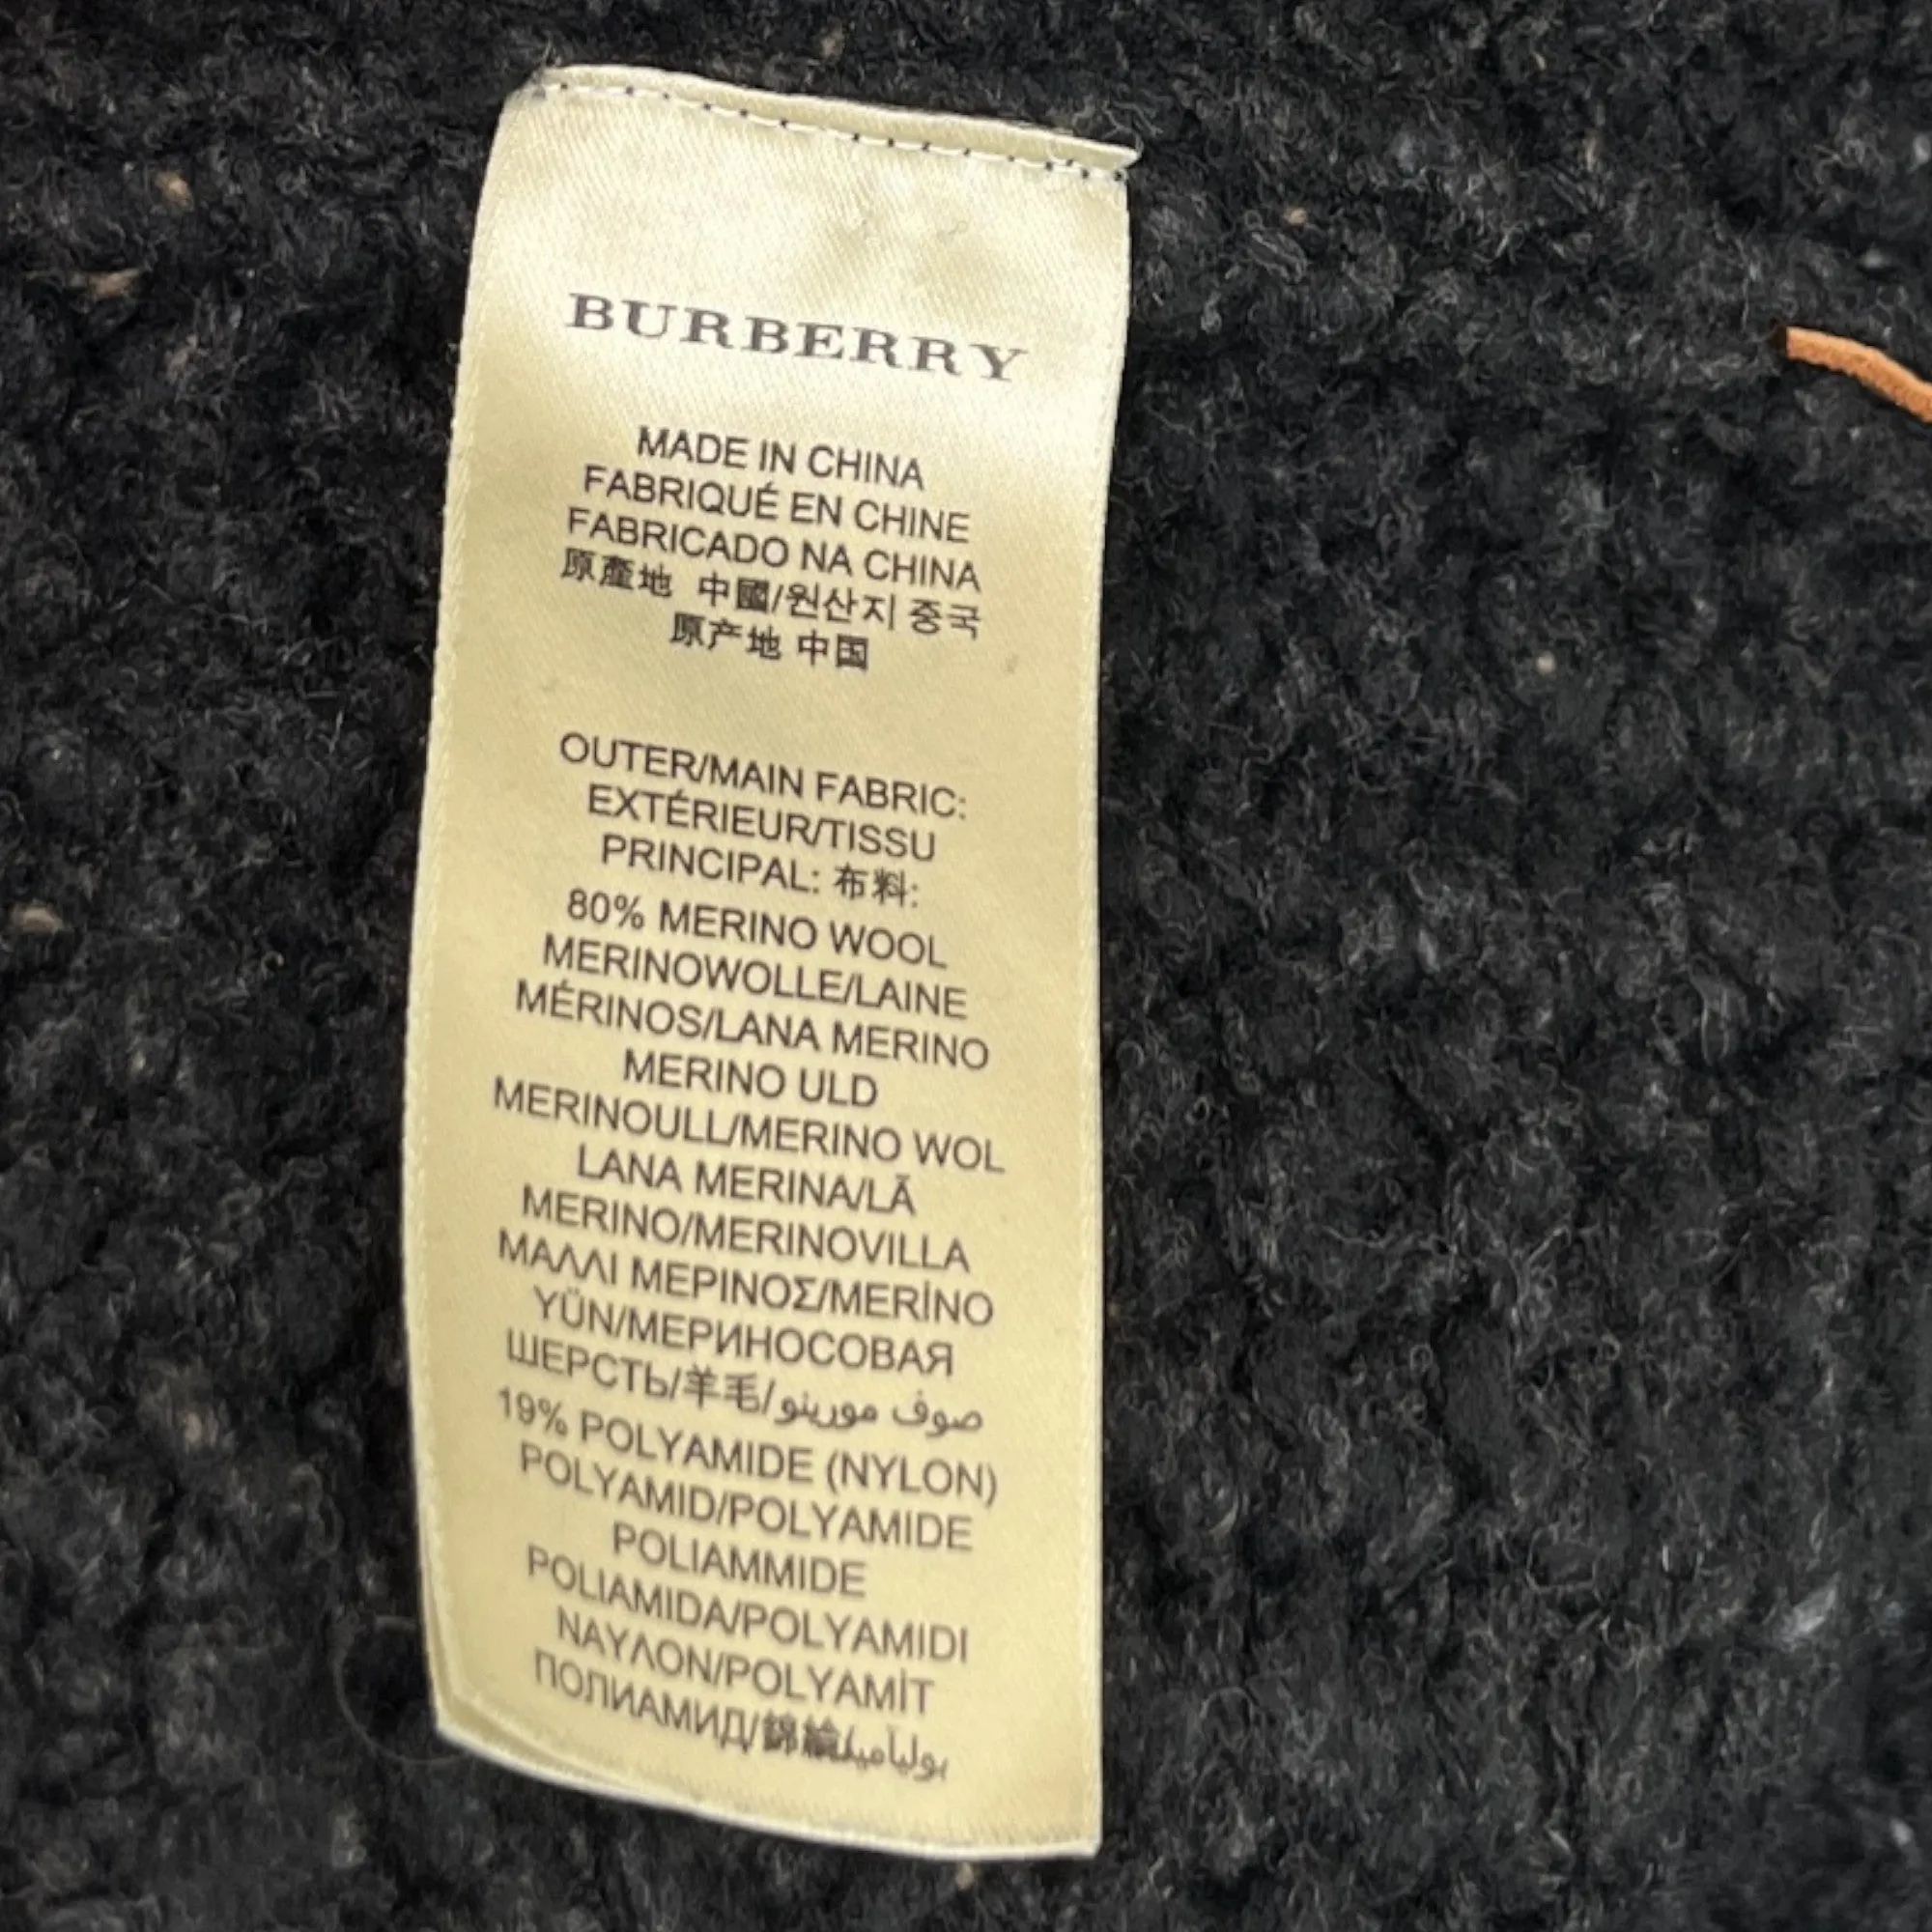 BURBERRY
MADE IN CHINA
FABRIQUÉ EN CHINE
FABRICADO NA CHINA
原產地 中國/원산지 중국
原产地 中国
OUTER/MAIN FABRIC:
EXTÉRIEUR/TISSU
PRINCIPAL: 布料:
80% MERINO WOOL
MERINOWOLLE/LAINE
MÉRINOS/LANA MERINO
MERINO ULD
MERINOULL/MERINO WOL
LANA MERINA/LÃ
MERINO/MERINOVILLA
ΜΑΛΛΙ ΜΕΡΙΝΟΣ/MERİNO
YÜN/МЕРИНОСОВАЯ
ШЕРСТЬ/羊毛/صوف مورينو
19% POLYAMIDE (NYLON)
POLYAMID/POLYAMIDE
POLIAMMIDE
POLIAMIDA/POLYAMIDI
ΝΑΥΛΟΝ/POLYAMİT
ПОЛИАМИД/錦綸/